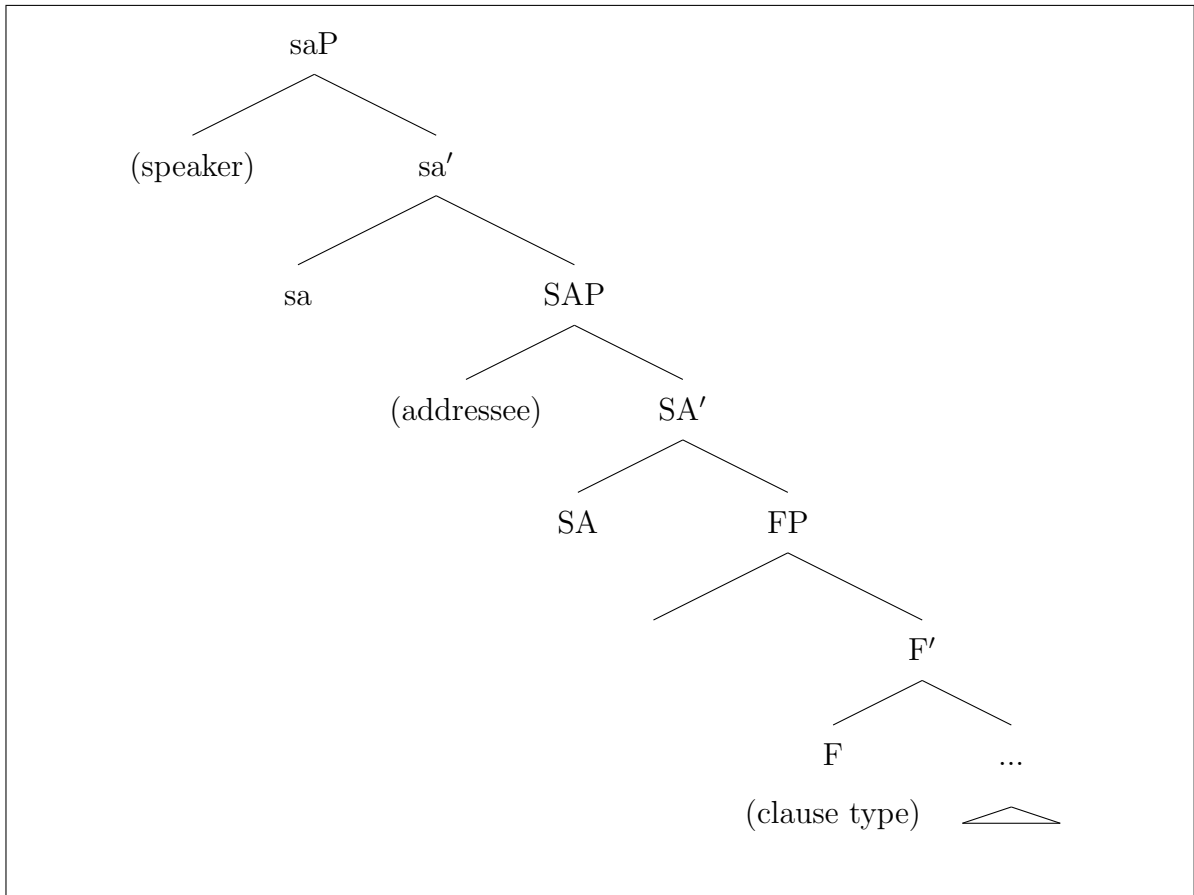 saP
(speaker) sa′
sa SAP
(addressee) SA′
SA FP
F′
F ...
(clause type)